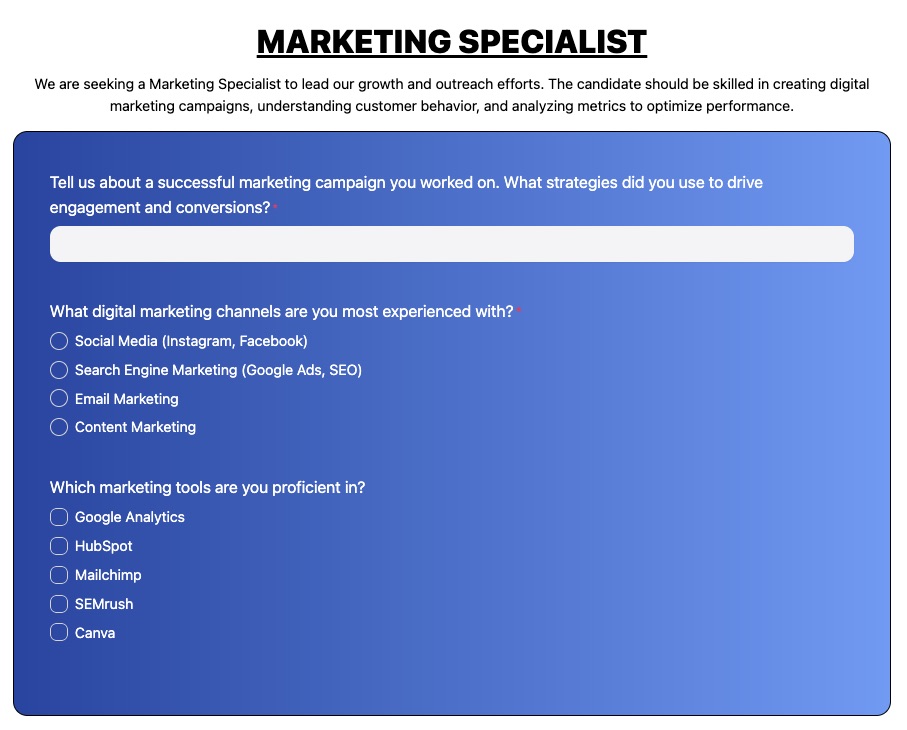 MARKETING SPECIALIST
We are seeking a Marketing Specialist to lead our growth and outreach efforts. The candidate should be skilled in creating digital
marketing campaigns, understanding customer behavior, and analyzing metrics to optimize performance.
Tell us about a successful marketing campaign you worked on. What strategies did you use to drive
engagement and conversions?*
What digital marketing channels are you most experienced with?*
Social Media (Instagram, Facebook)
Search Engine Marketing (Google Ads, SEO)
Email Marketing
Content Marketing
Which marketing tools are you proficient in?
Google Analytics
HubSpot
Mailchimp
SEMrush
Canva